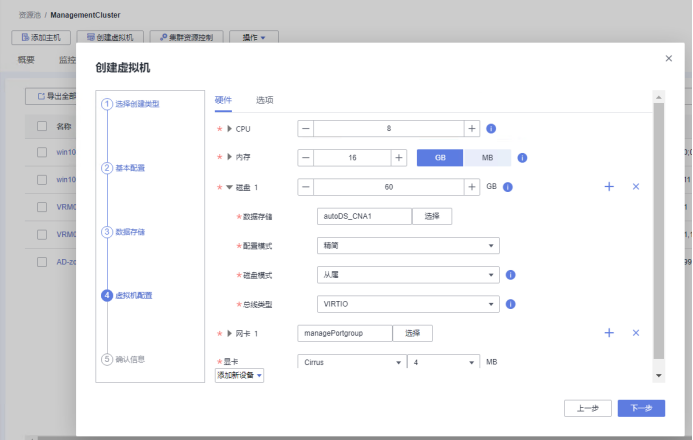 资源池 / ManagementCluster
添加主机 创建虚拟机 集群资源控制 操作
概要 监控
导出全部
名称
win10
win10
VRM0
VRM0
AD-zc
创建虚拟机
1 选择创建类型
2 基本配置
3 数据存储
4 虚拟机配置
5 确认信息
硬件 选项
* CPU 8
* 内存 16 GB MB
* 磁盘 1 60 GB
*数据存储 autoDS_CNA1 选择
*配置模式 精简
*磁盘模式 从属
*总线类型 VIRTIO
* 网卡 1 managePortgroup 选择
*显卡 Cirrus 4 MB
添加新设备
上一步 下一步